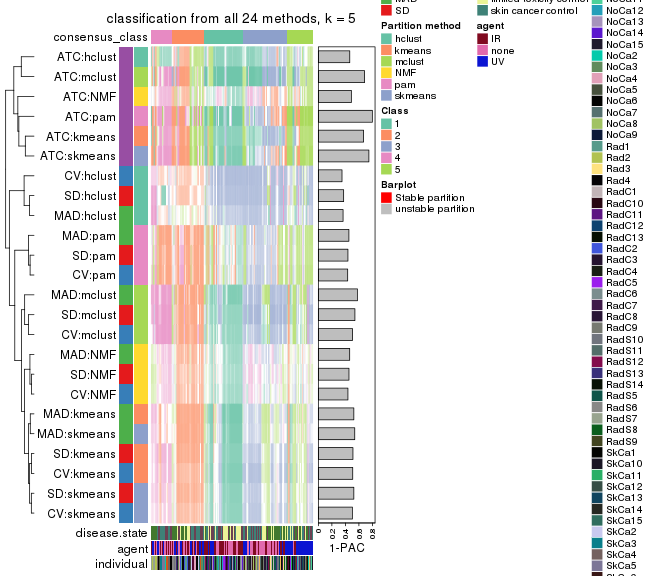 classification from all 24 methods, k = 5
consensus_class
ATC:hclust
ATC:mclust
ATC:NMF
ATC:pam
ATC:kmeans
ATC:skmeans
CV:hclust
SD:hclust
MAD:hclust
MAD:pam
SD:pam
CV:pam
MAD:mclust
SD:mclust
CV:mclust
MAD:NMF
SD:NMF
CV:NMF
MAD:kmeans
MAD:skmeans
SD:kmeans
CV:kmeans
SD:skmeans
CV:skmeans
disease.state
agent
individual
0
0.2
0.4
0.6
0.8
1-PAC
SD
Partition method
hclust
kmeans
mclust
NMF
pam
skmeans
Class
1
2
3
4
5
Barplot
Stable partition
unstable partition
skin cancer control
agent
IR
none
UV
NoCa12
NoCa13
NoCa14
NoCa15
NoCa2
NoCa3
NoCa4
NoCa5
NoCa6
NoCa7
NoCa8
NoCa9
Rad1
Rad2
Rad3
Rad4
RadC1
RadC10
RadC11
RadC12
RadC13
RadC2
RadC3
RadC4
RadC5
RadC6
RadC7
RadC8
RadC9
RadS10
RadS11
RadS12
RadS13
RadS14
RadS5
RadS6
RadS7
RadS8
RadS9
SkCa1
SkCa10
SkCa11
SkCa12
SkCa13
SkCa14
SkCa15
SkCa2
SkCa3
SkCa4
SkCa5